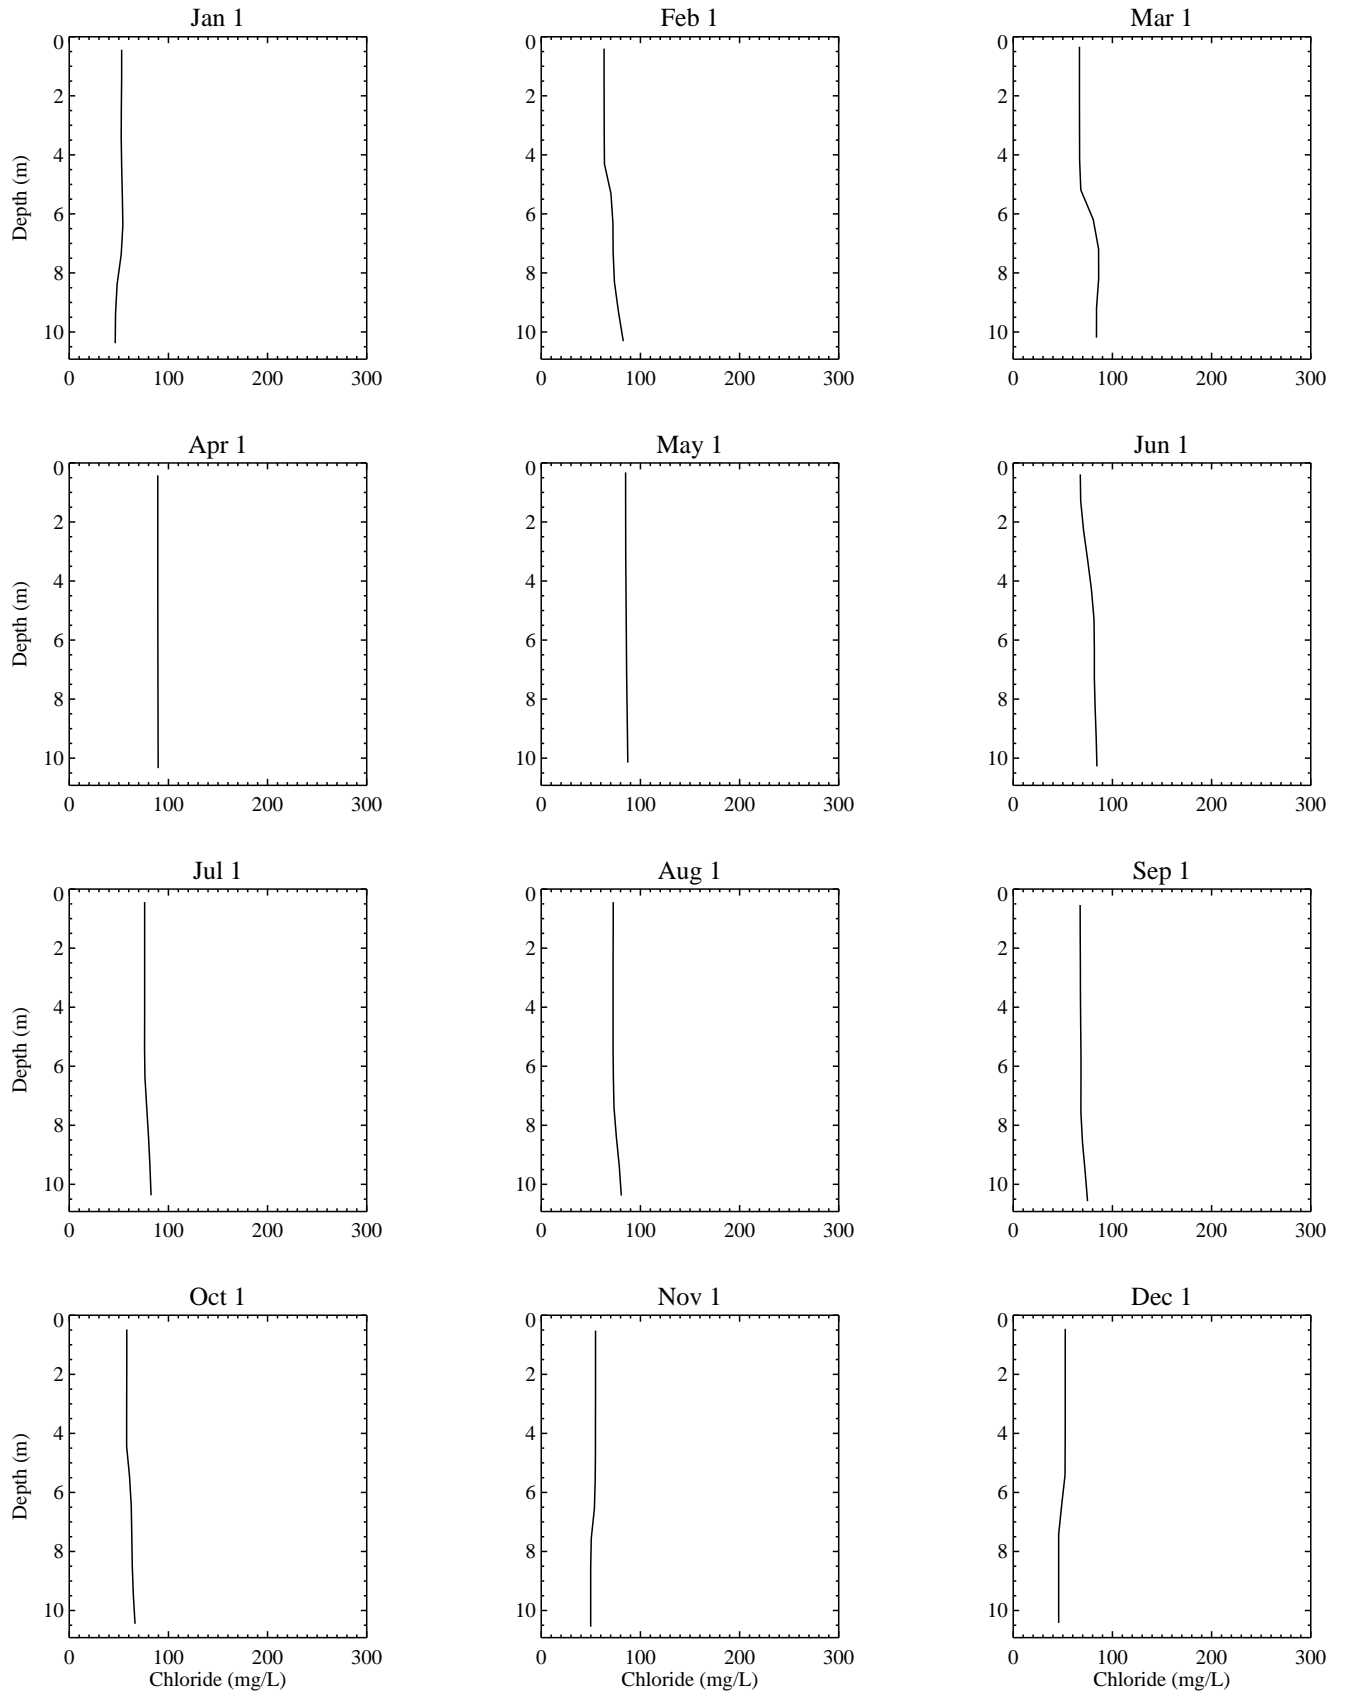 Jan 1 Feb 1 Mar 1
0 0 0
2 2 2
4 4 4
Depth (m)
6 6 6
8 8 8
10 10 10
0 100 200 300 0 100 200 300 0 100 200 300
Apr 1 May 1 Jun 1
0 0 0
2 2 2
4 4 4
Depth (m)
6 6 6
8 8 8
10 10 10
0 100 200 300 0 100 200 300 0 100 200 300
Jul 1 Aug 1 Sep 1
0 0 0
2 2 2
4 4 4
Depth (m)
6 6 6
8 8 8
10 10 10
0 100 200 300 0 100 200 300 0 100 200 300
Oct 1 Nov 1 Dec 1
0 0 0
2 2 2
4 4 4
Depth (m)
6 6 6
8 8 8
10 10 10
0 100 200 300 0 100 200 300 0 100 200 300
Chloride (mg/L) Chloride (mg/L) Chloride (mg/L)